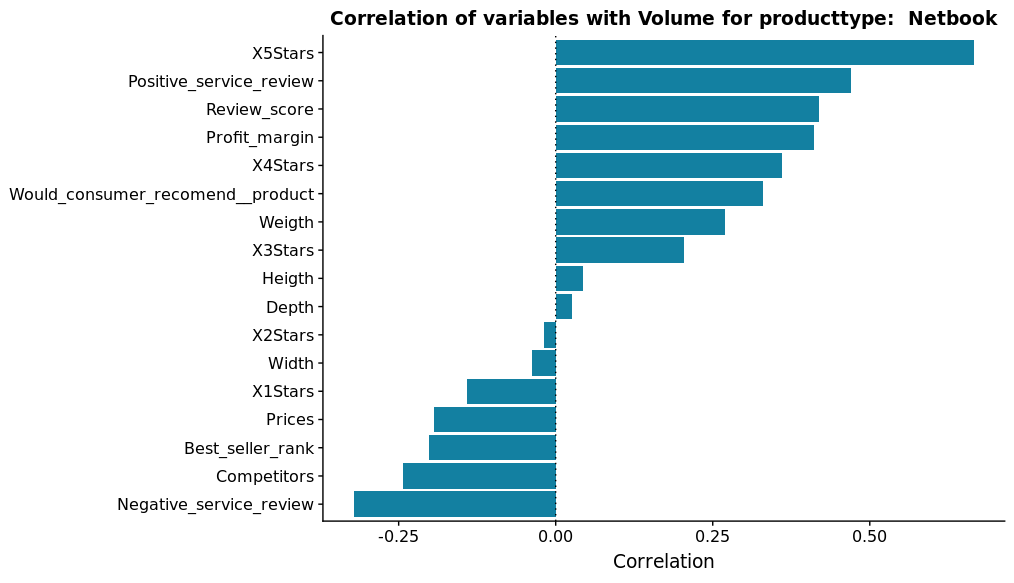 Correlation of variables with Volume for producttype:  Netbook
X5Stars
Positive_service_review
Review_score
Profit_margin
X4Stars
Would_consumer_recomend__product
Weigth
X3Stars
Heigth
Depth
X2Stars
Width
X1Stars
Prices
Best_seller_rank
Competitors
Negative_service_review
-0.25 0.00 0.25 0.50
Correlation